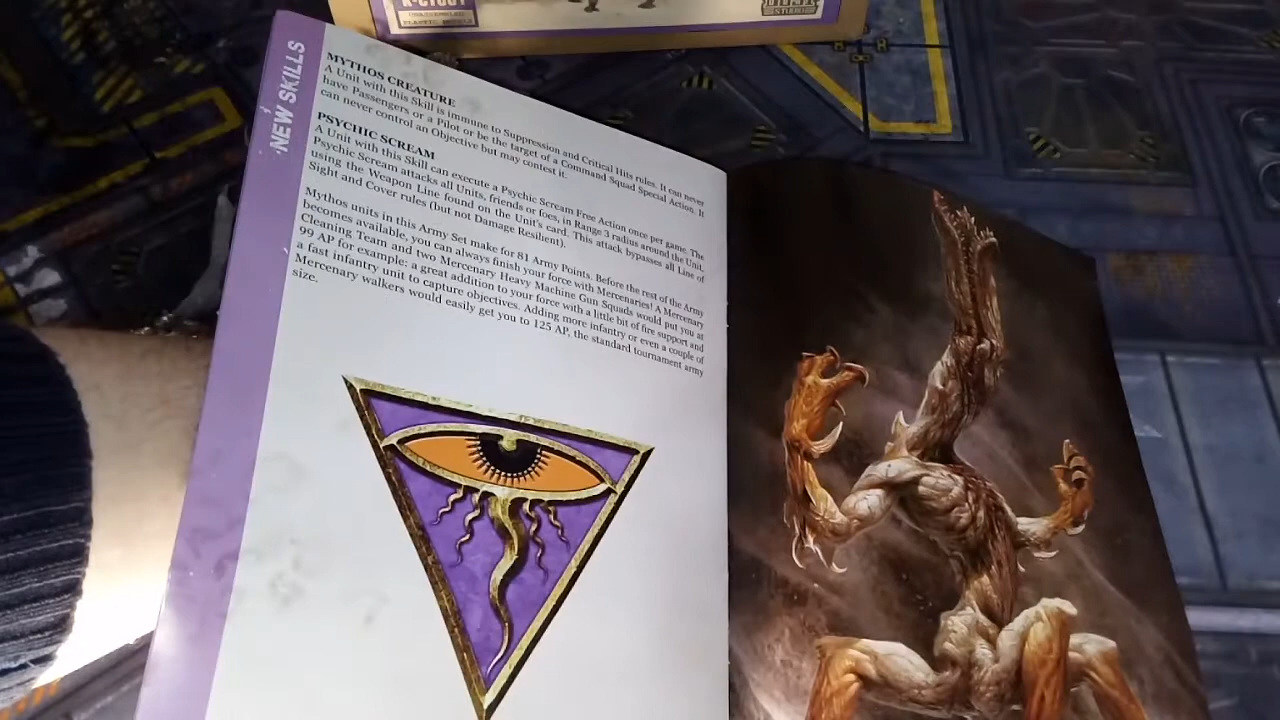 PLASTIC MODELS
STUDIO
NEW SKILLS
MYTHOS CREATURE
A Unit with this Skill is immune to Suppression and Critical Hits rules. It can never
have Passengers or a Pilot or be the target of a Command Squad Special Action. It
can never control an Objective but may contest it.
PSYCHIC SCREAM
A Unit with this Skill can execute a Psychic Scream Free Action once per game. The
Psychic Scream attacks all Units, friends or foes, in Range 3 radius around the Unit,
using the Weapon Line found on the Unit's card. This attack bypasses all Line of
Sight and Cover rules (but not Damage Resilient).
Mythos units in this Army Set make for 81 Army Points. Before the rest of the Army
becomes available, you can always finish your force with Mercenaries! A Mercenary
Cleaning Team and two Mercenary Heavy Machine Gun Squads would put you at
99 AP for example: a great addition to your force with a little bit of fire support and
a fast infantry unit to capture objectives. Adding more infantry or even a couple of
Mercenary walkers would easily get you to 125 AP, the standard tournament army
size.